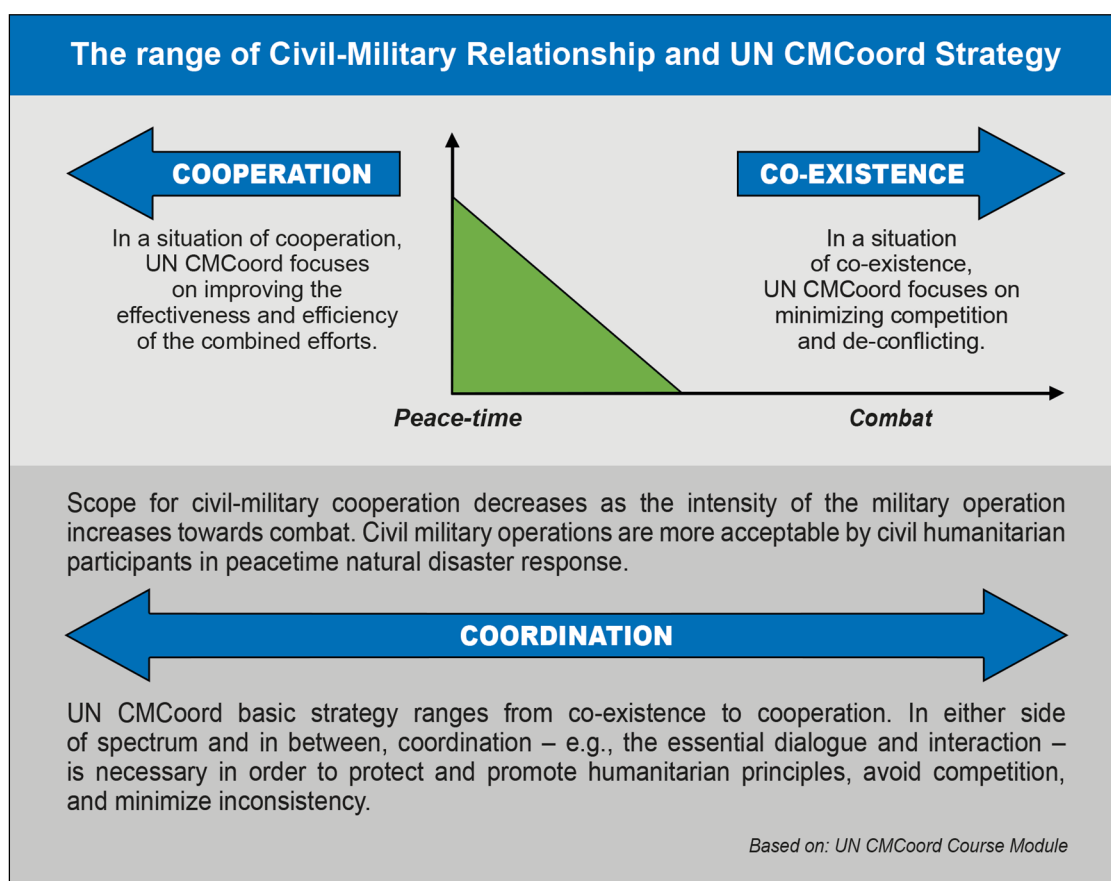 The range of Civil-Military Relationship and UN CMCoord Strategy
COOPERATION
In a situation of cooperation,
UN CMCoord focuses
on improving the
effectiveness and efficiency
of the combined efforts.
CO-EXISTENCE
In a situation
of co-existence,
UN CMCoord focuses on
minimizing competition
and de-conflicting.
Peace-time
Combat
Scope for civil-military cooperation decreases as the intensity of the military operation
increases towards combat. Civil military operations are more acceptable by civil humanitarian
participants in peacetime natural disaster response.
COORDINATION
UN CMCoord basic strategy ranges from co-existence to cooperation. In either side
of spectrum and in between, coordination – e.g., the essential dialogue and interaction –
is necessary in order to protect and promote humanitarian principles, avoid competition,
and minimize inconsistency.
Based on: UN CMCoord Course Module